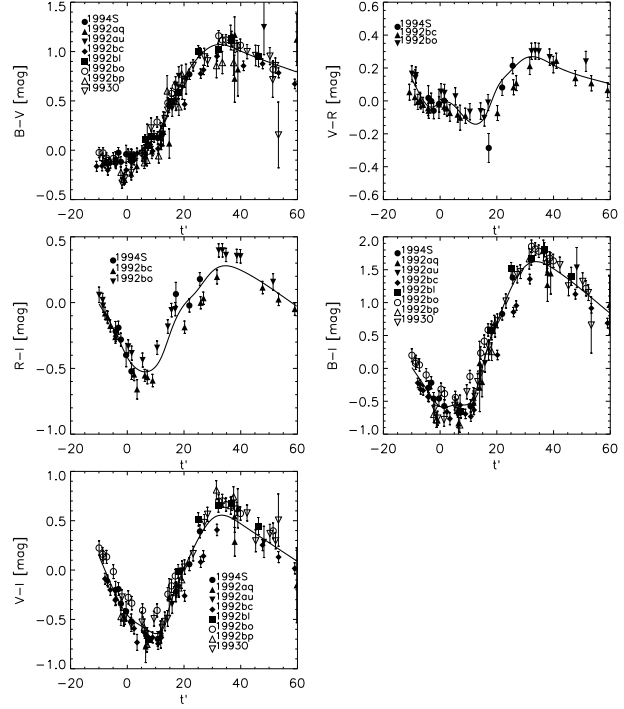 1.5
1.0
0.5
0.0
−0.5
B−V [mag]
1994S
1992aq
1992au
1992bc
1992bl
1992bo
1992bp
1993O
−20
0
20
40
60
t'
0.6
0.4
0.2
0.0
−0.2
−0.4
−0.6
V−R [mag]
1994S
1992bc
1992bo
−20
0
20
40
60
t'
0.5
0.0
−0.5
−1.0
R−I [mag]
1994S
1992bc
1992bo
−20
0
20
40
60
t'
2.0
1.5
1.0
0.5
0.0
−0.5
−1.0
B−I [mag]
1994S
1992aq
1992au
1992bc
1992bl
1992bo
1992bp
1993O
−20
0
20
40
60
t'
1.0
0.5
0.0
−0.5
−1.0
V−I [mag]
1994S
1992aq
1992au
1992bc
1992bl
1992bo
1992bp
1993O
−20
0
20
40
60
t'